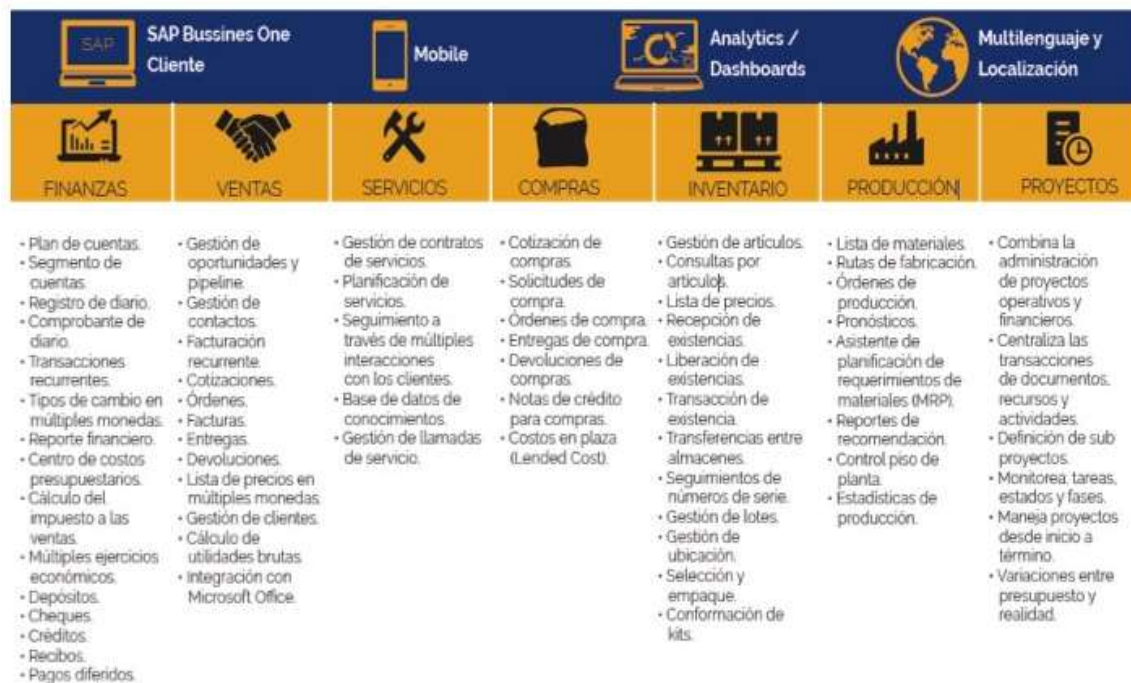 SAP
SAP Bussines One
Cliente
Mobile
Analytics /
Dashboards
Multilenguaje y
Localización
FINANZAS
VENTAS
SERVICIOS
COMPRAS
INVENTARIO
PRODUCCIÓN
PROYECTOS
• Plan de cuentas.
• Segmento de
cuentas.
• Registro de diario.
• Comprobante de
diario.
• Transacciones
recurrentes.
• Tipos de cambio en
múltiples monedas.
• Reporte financiero.
• Centro de costos
presupuestarios.
• Cálculo del
impuesto a las
ventas.
• Múltiples ejercicios
económicos.
• Depósitos.
• Cheques.
• Créditos.
• Recibos.
• Pagos diferidos.
• Gestión de
oportunidades y
pipeline.
• Gestión de
contactos.
• Facturación
recurrente.
• Cotizaciones.
• Órdenes.
• Facturas.
• Entregas.
• Devoluciones.
• Lista de precios en
múltiples monedas.
• Gestión de clientes.
• Cálculo de
utilidades brutas.
• Integración con
Microsoft Office.
• Gestión de contratos
de servicios.
• Planificación de
servicios.
• Seguimiento a
través de múltiples
interacciones
con los clientes.
• Base de datos de
conocimientos.
• Gestión de llamadas
de servicio.
• Cotización de
compras.
• Solicitudes de
compra.
• Órdenes de compra.
• Entregas de compra.
• Devoluciones de
compras.
• Notas de crédito
para compras.
• Costos en plaza
(Lended Cost).
• Gestión de artículos.
• Consultas por
artículos.
• Lista de precios.
• Recepción de
existencias.
• Liberación de
existencias.
• Transacción de
existencia.
• Transferencias entre
almacenes.
• Seguimientos de
números de serie.
• Gestión de lotes.
• Gestión de
ubicación.
• Selección y
empaque.
• Conformación de
kits.
• Lista de materiales.
• Rutas de fabricación.
• Órdenes de
producción.
• Pronósticos.
• Asistente de
planificación de
requerimientos de
materiales (MRP).
• Reportes de
recomendación.
• Control piso de
planta.
• Estadísticas de
producción.
• Combina la
administración
de proyectos
operativos y
financieros.
• Centraliza las
transacciones
de documentos,
recursos y
actividades.
• Definición de sub
proyectos.
• Monitorea, tareas,
estados y fases.
• Maneja proyectos
desde inicio a
término.
• Variaciones entre
presupuesto y
realidad.